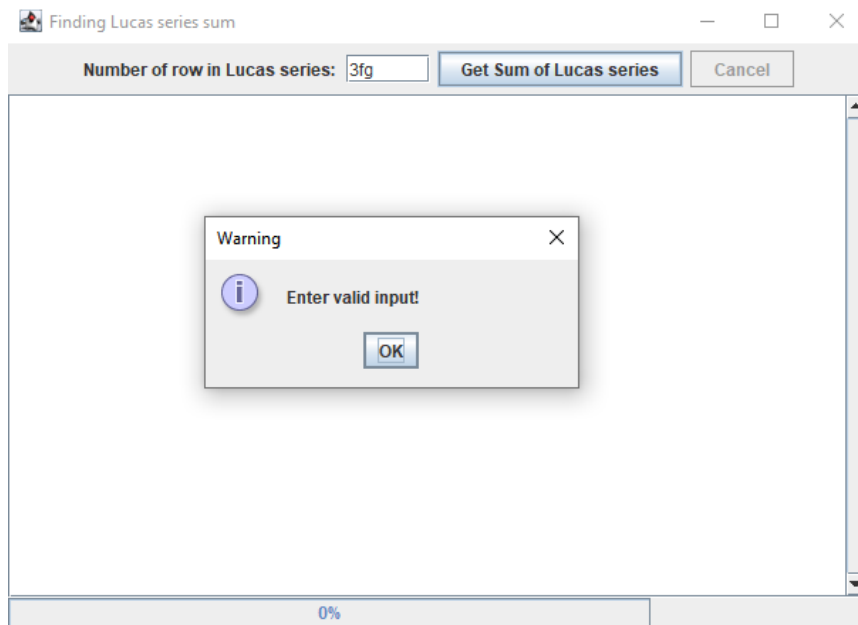 Finding Lucas series sum
Number of row in Lucas series: 3fg Get Sum of Lucas series Cancel
Warning
i
Enter valid input!
OK
0%